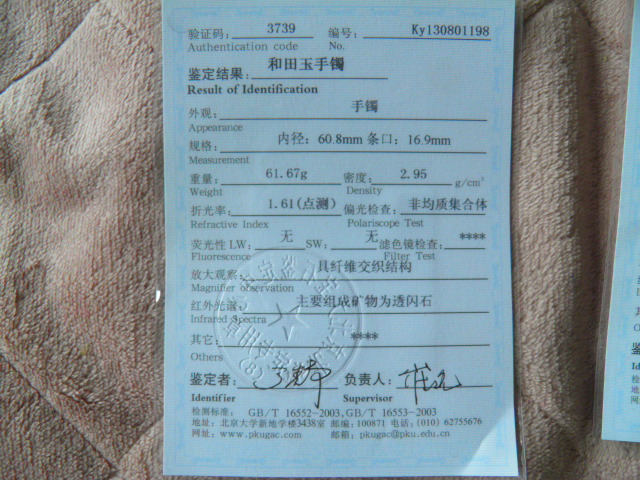 验证码: 3739 编号: Ky130801198
Authentication code No.
鉴定结果: 和田玉手镯
Result of Identification
外观: 手镯
Appearance
规格: 内径: 60.8mm 条口: 16.9mm
Measurement
重量: 61.67g 密度: 2.95 g/cm³
Weight Density
折光率: 1.61(点测) 偏光检查: 非均质集合体
Refractive Index Polariscope Test
荧光性 LW: 无 SW: 无 滤色镜检查: ****
Fluorescence Filter Test
放大观察: 具纤维交织结构
Magnifier observation
红外光谱: 主要组成矿物为透闪石
Infrared Spectra
其它: ****
Others
鉴定者: 负责人:
Identifier Supervisor
检测标准: GB/T 16552-2003,GB/T 16553-2003
地址: 北京大学新地学楼3438室 邮编: 100871 电话: (010) 62755676
网址: www.pkugac.com 邮箱: pkugac@pku.edu.cn